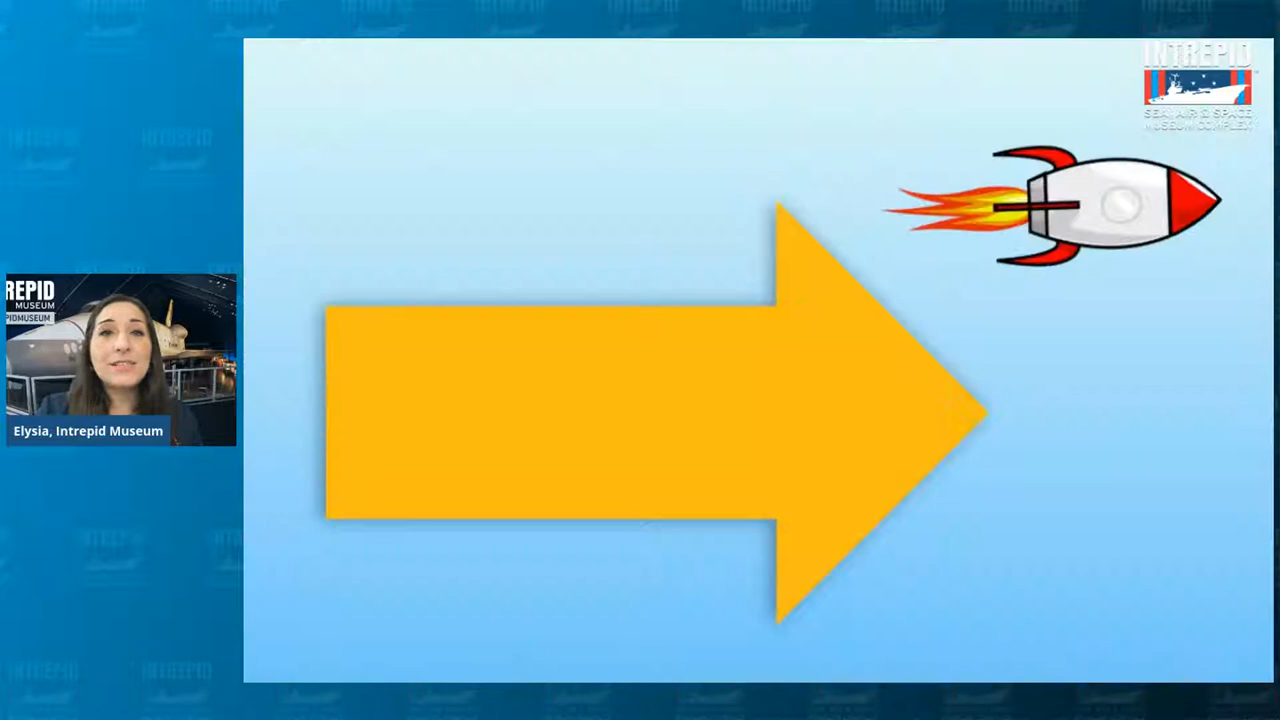 INTREPID
SEA, AIR & SPACE
MUSEUM COMPLEX
REPID
MUSEUM
PIDMUSEUM
Elysia, Intrepid Museum